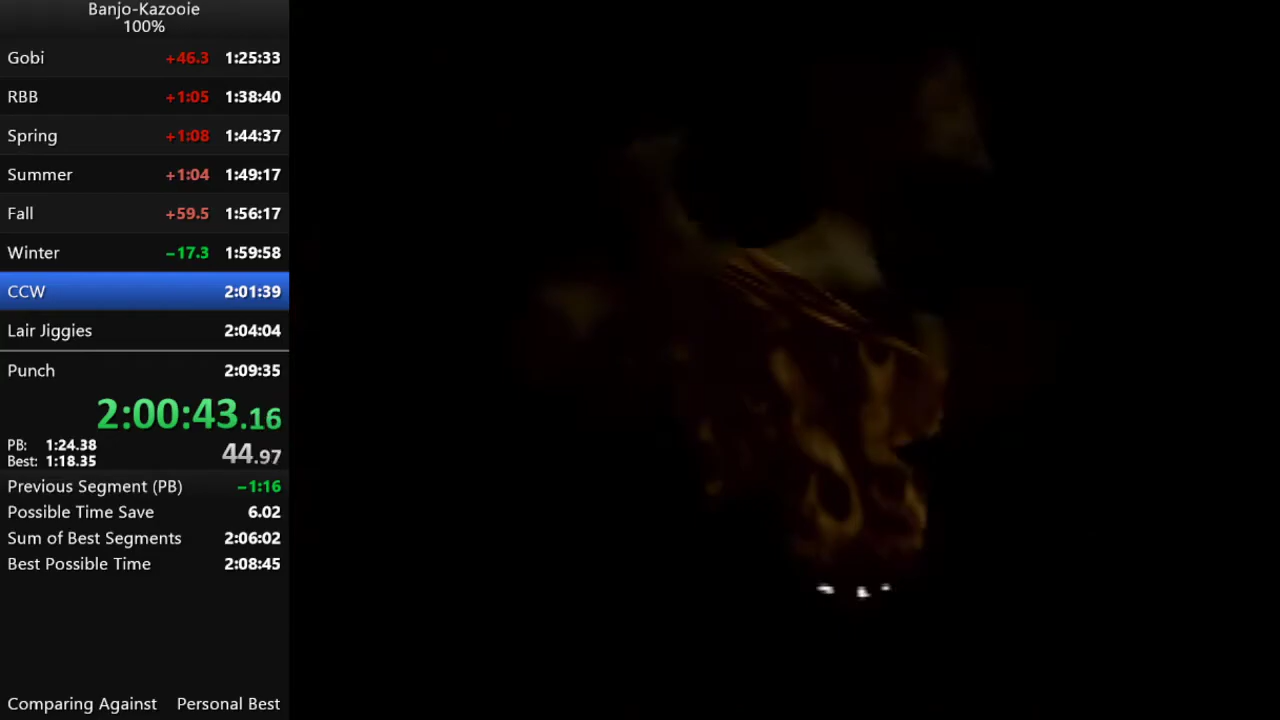 Banjo-Kazooie
100%
Gobi +46.3 1:25:33
RBB +1:05 1:38:40
Spring +1:08 1:44:37
Summer +1:04 1:49:17
Fall +59.5 1:56:17
Winter −17.3 1:59:58
CCW 2:01:39
Lair Jiggies 2:04:04
Punch 2:09:35
2:00:43.16
PB: 1:24.38
Best: 1:18.35
44.97
Previous Segment (PB) −1:16
Possible Time Save 6.02
Sum of Best Segments 2:06:02
Best Possible Time 2:08:45
Comparing Against Personal Best